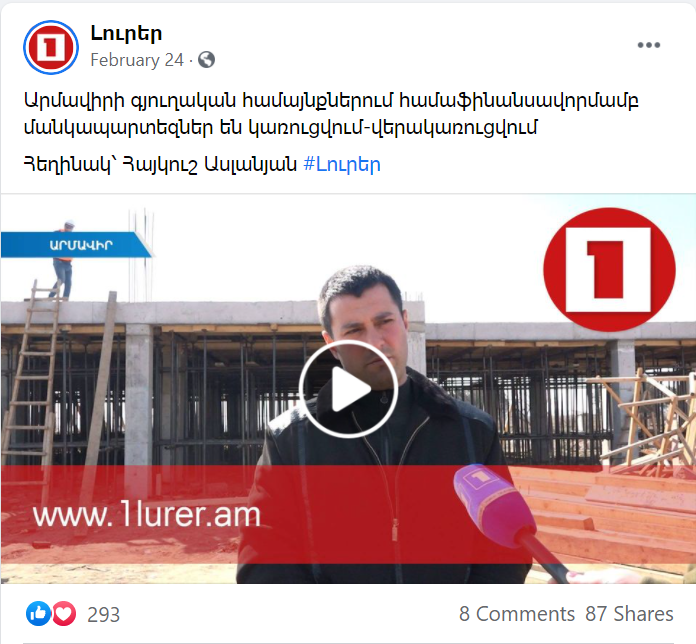 Լուրեր
February 24 ·
Արմավիրի գյուղական համայնքներում համաֆինանսավորմամբ
մանկապարտեզներ են կառուցվում-վերակառուցվում
Հեղինակ՝ Հայկուշ Ասլանյան #Լուրեր
ԱՐՄԱՎԻՐ
1
www.1lurer.am
1
293
8 Comments 87 Shares